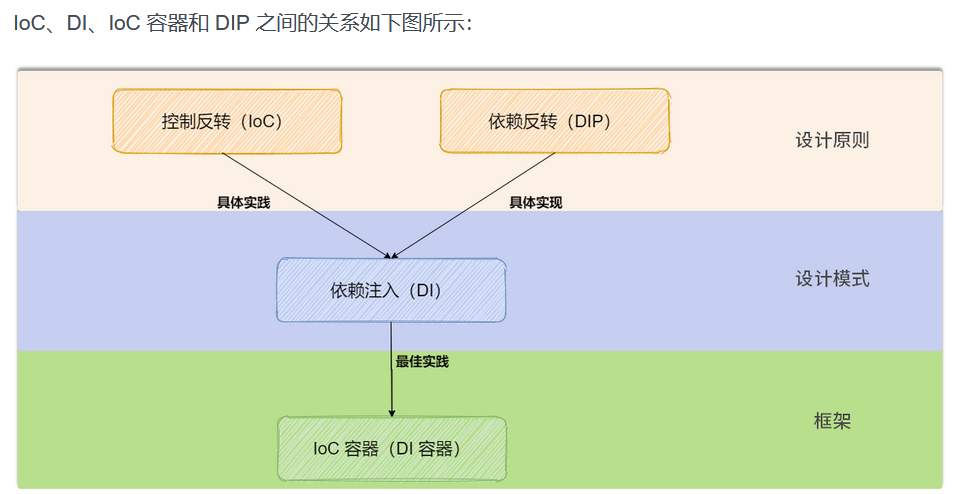 IoC、DI、IoC 容器和 DIP 之间的关系如下图所示：
控制反转（IoC）
依赖反转（DIP）
设计原则
具体实践
具体实现
依赖注入（DI）
设计模式
最佳实践
框架
IoC 容器（DI 容器）